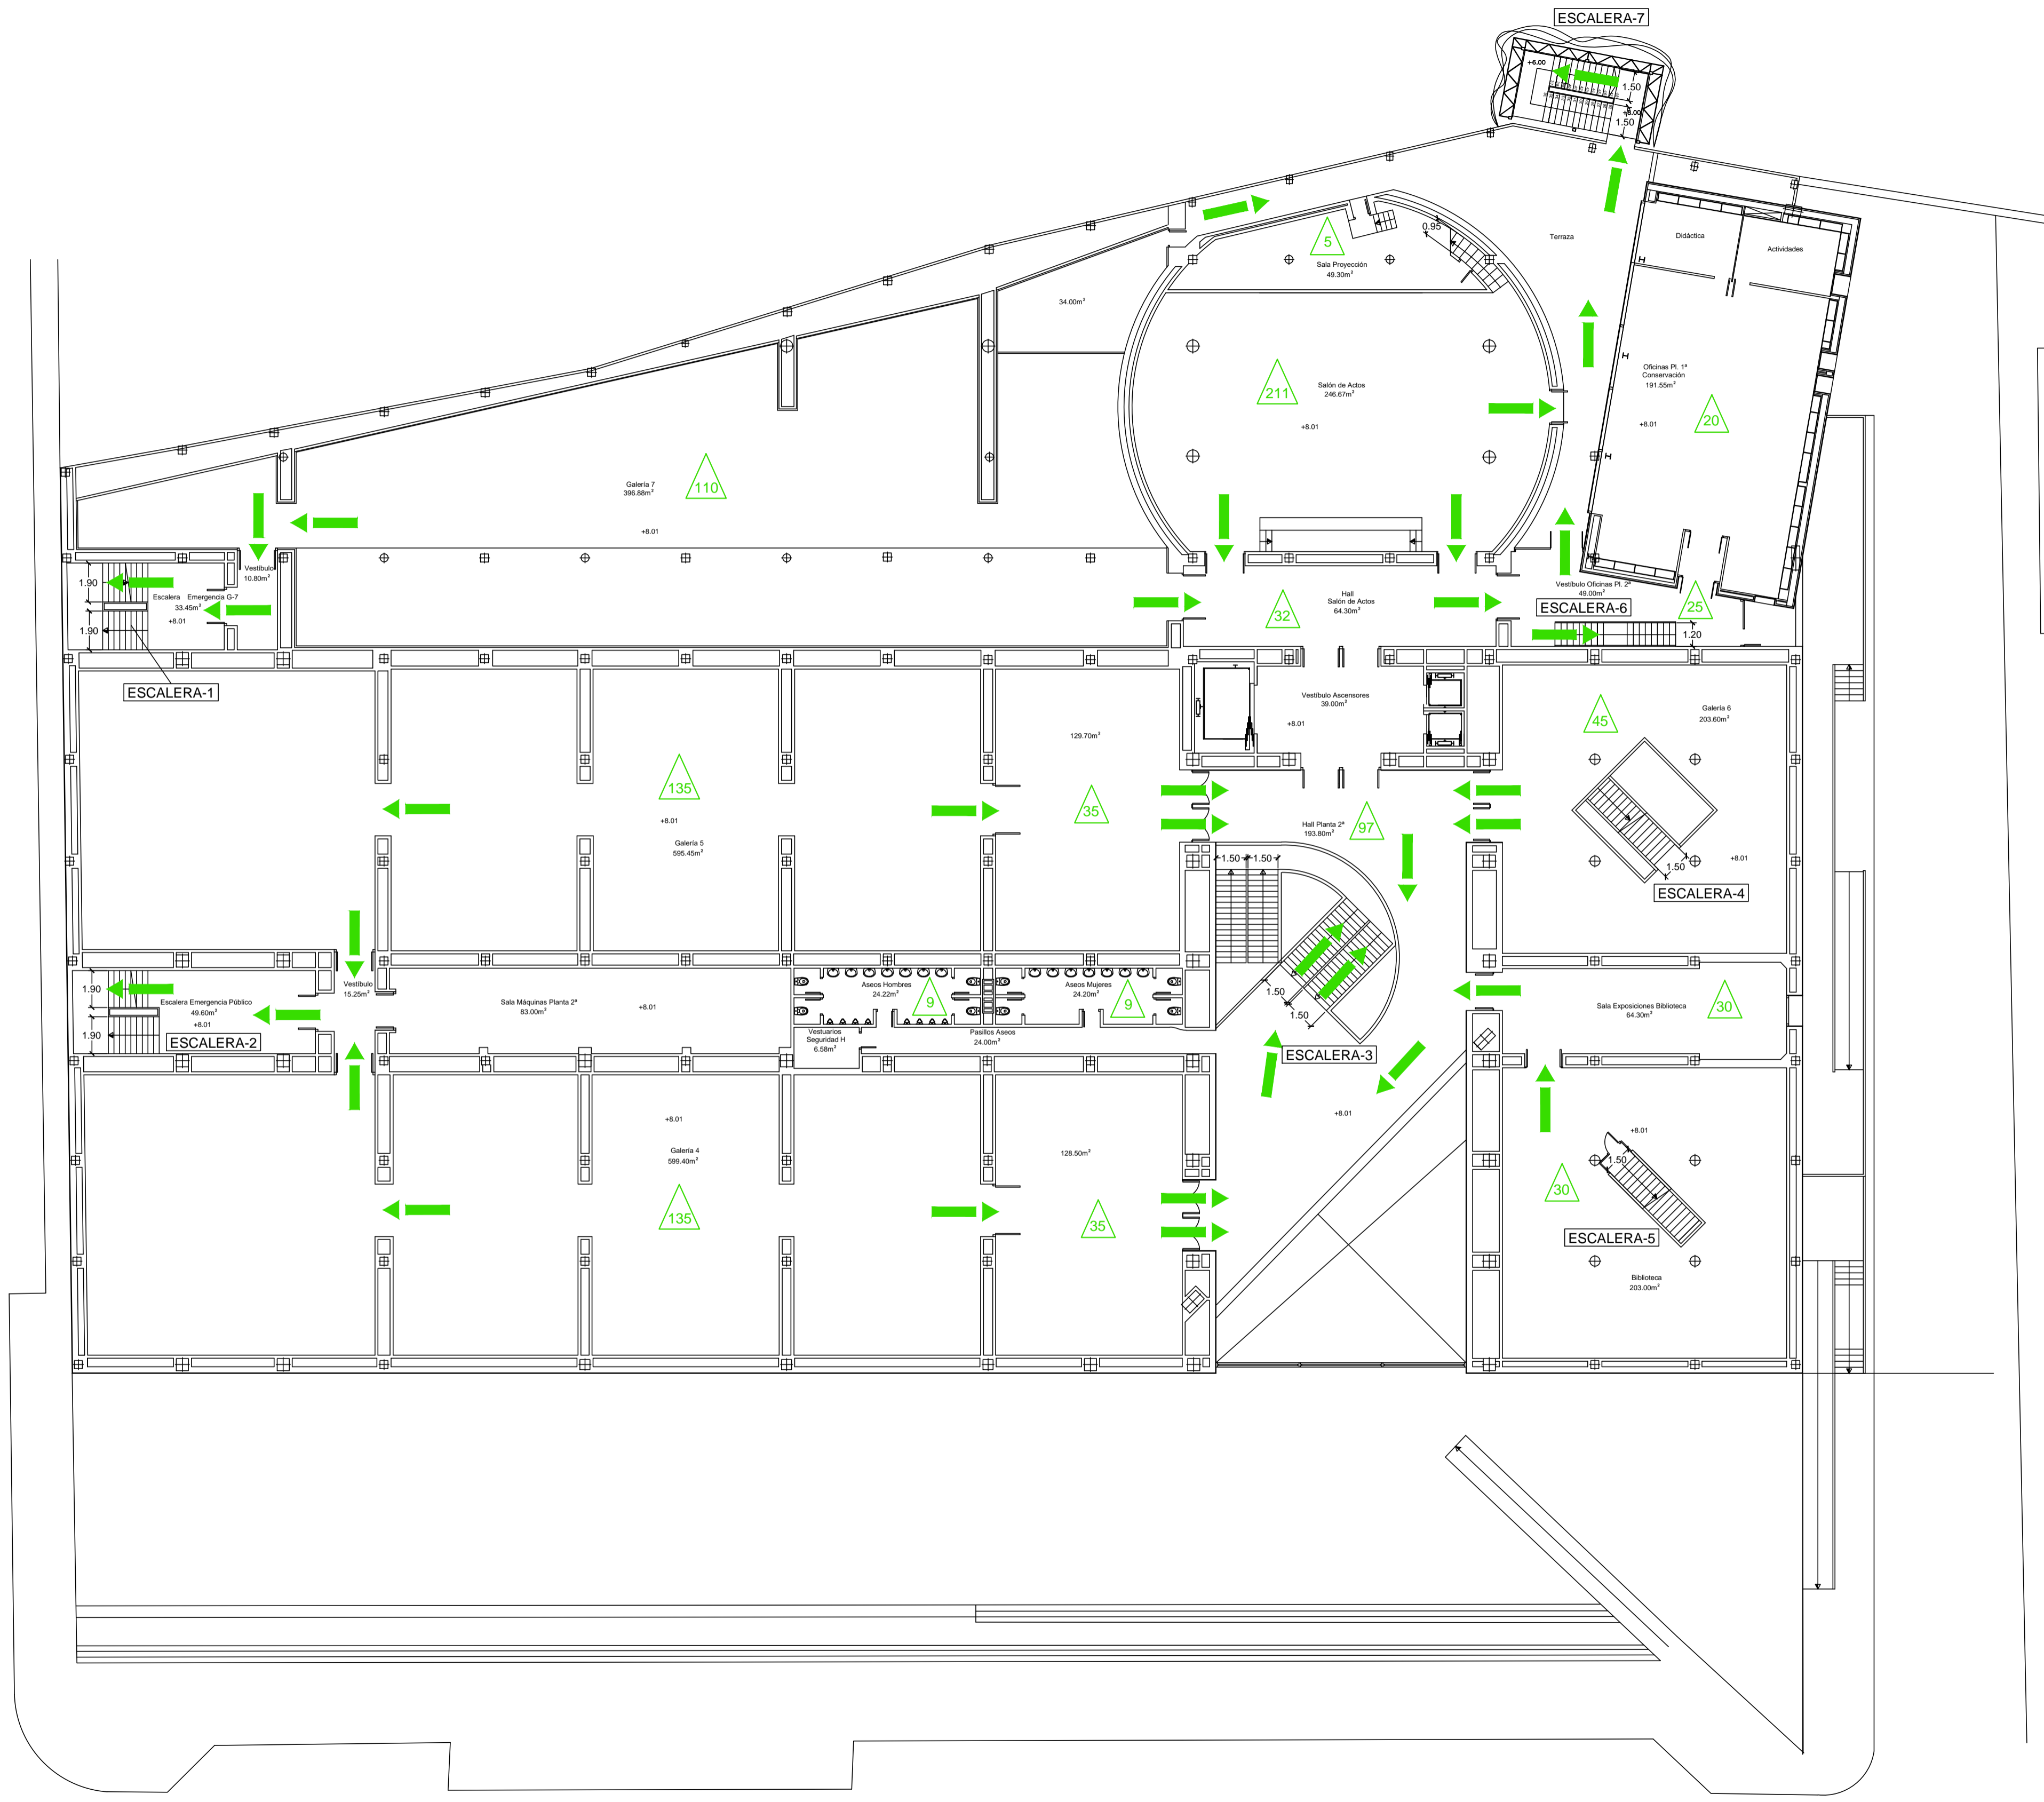 ESCALERA-7
+6.00
1.50
+8.00
1.50
0.95
5
Sala Proyección
49.30m²
Terraza
Didáctica
Actividades
34.00m²
Salón de Actos
246.67m²
211
+8.01
Oficinas Pl. 1ª
Conservación
191.55m²
20
+8.01
Galería 7
396.88m²
110
+8.01
Vestíbulo
10.80m²
1.90
Escalera Emergencia G-7
33.45m²
+8.01
1.90
ESCALERA-1
Hall
Salón de Actos
64.30m²
32
Vestíbulo Oficinas Pl. 2ª
49.00m²
ESCALERA-6
25
1.20
Vestíbulo Ascensores
39.00m²
+8.01
45
Galería 6
203.60m²
129.70m²
135
+8.01
Galería 5
595.45m²
35
Hall Planta 2ª
193.80m²
97
1.50
1.50
1.50
+8.01
ESCALERA-4
Vestíbulo
15.25m²
1.90
Escalera Emergencia Público
49.60m²
+8.01
1.90
ESCALERA-2
Sala Máquinas Planta 2ª
83.00m²
+8.01
Aseos Hombres
24.22m²
9
Aseos Mujeres
24.20m²
9
Vestuarios
Seguridad H
6.58m²
Pasillos Aseos
24.00m²
1.50
1.50
ESCALERA-3
Sala Exposiciones Biblioteca
64.30m²
30
+8.01
+8.01
Galería 4
599.40m²
135
128.50m²
35
+8.01
1.50
30
ESCALERA-5
Biblioteca
203.00m²